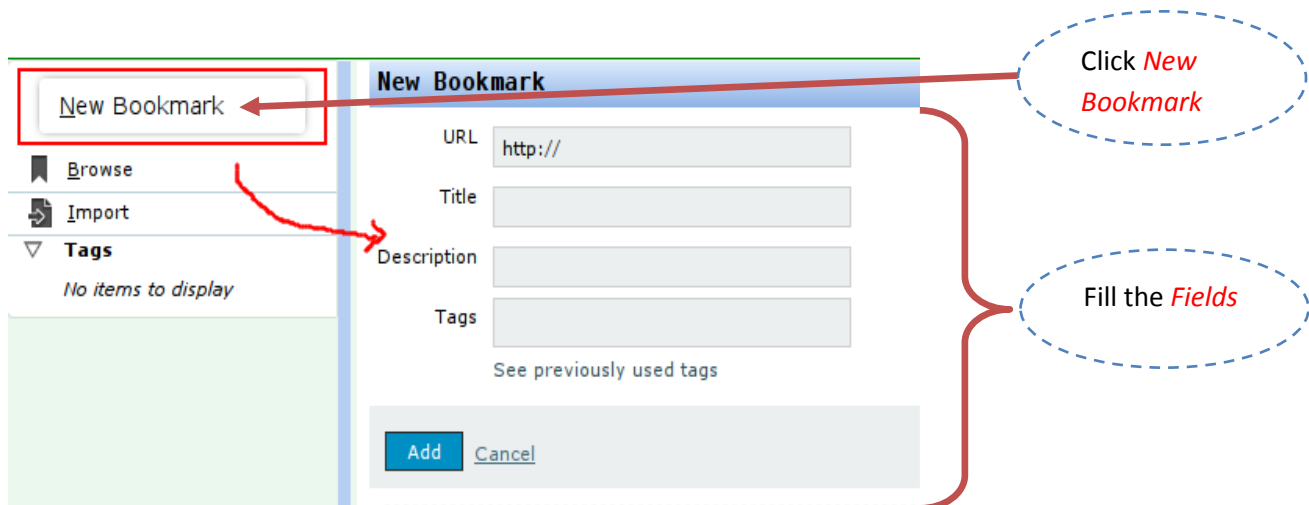 New Bookmark
Browse
Import
Tags
No items to display
New Bookmark
URL
http://
Title
Description
Tags
See previously used tags
Add
Cancel
Click New
Bookmark
Fill the Fields